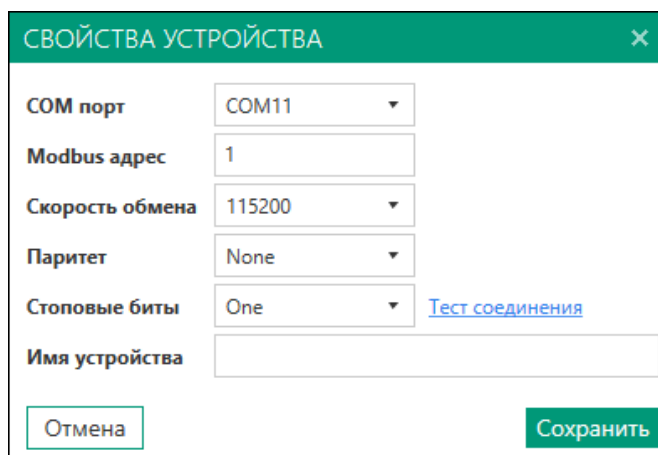 СВОЙСТВА УСТРОЙСТВА
COM порт COM11
Modbus адрес 1
Скорость обмена 115200
Паритет None
Стоповые биты One Тест соединения
Имя устройства
Отмена Сохранить